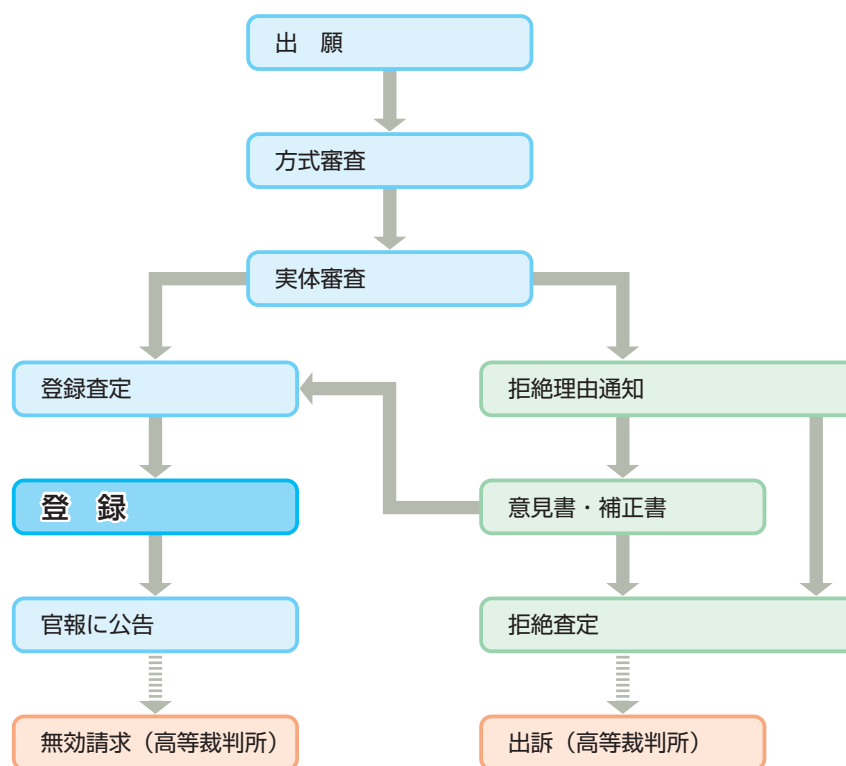 出　願
方式審査
実体審査
登録査定
拒絶理由通知
登　録
意見書・補正書
官報に公告
拒絶査定
無効請求（高等裁判所）
出訴（高等裁判所）